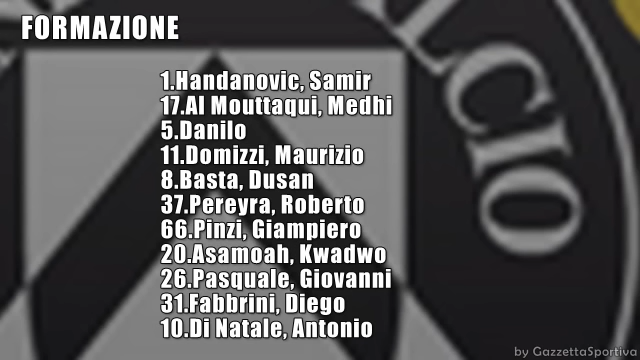 FORMAZIONE
CIO
1.Handanovic, Samir
17.Al Mouttaqui, Medhi
5.Danilo
11.Domizzi, Maurizio
8.Basta, Dusan
37.Pereyra, Roberto
66.Pinzi, Giampiero
20.Asamoah, Kwadwo
26.Pasquale, Giovanni
31.Fabbrini, Diego
10.Di Natale, Antonio
by GazzettaSportiva